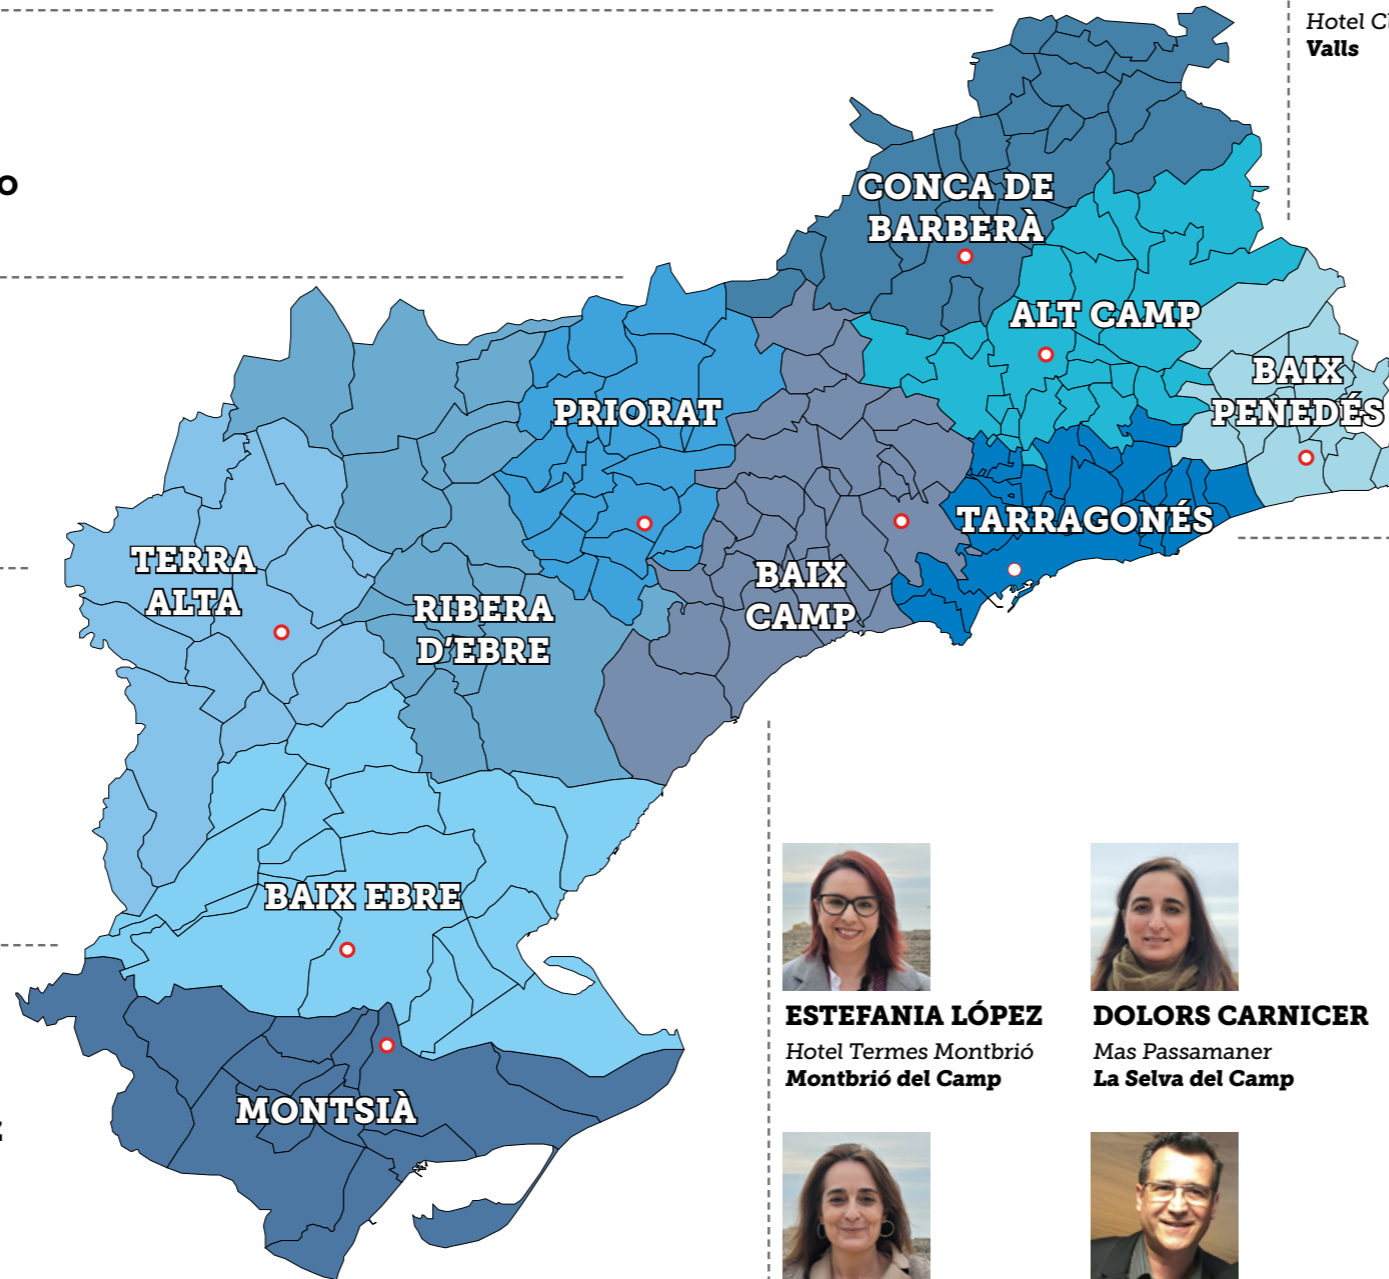 Hotel
Valls
O
CONCA DE
BARBERÀ
ALT CAMP
BAIX
PENEDÉS
PRIORAT
TARRAGONÉS
TERRA
ALTA
BAIX
CAMP
RIBERA
D'EBRE
BAIX EBRE
MONTSIÀ
ESTEFANIA LÓPEZ
Hotel Termes Montbrió
Montbrió del Camp
DOLORS CARNICER
Mas Passamaner
La Selva del Camp
Z